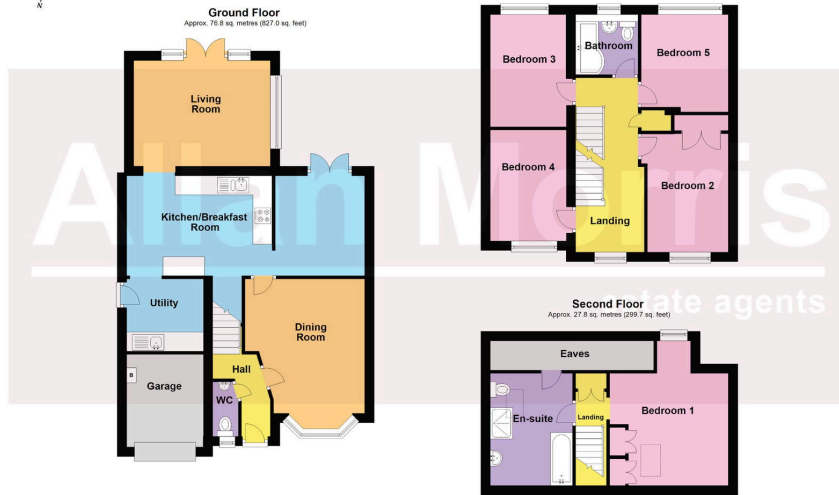 N
Ground Floor
Approx. 76.8 sq. metres (827.0 sq. feet)
Living
Room
Kitchen/Breakfast
Room
Utility
Dining
Room
Hall
Garage
B
WC
Bedroom 3
Bathroom
Bedroom 5
Bedroom 4
Bedroom 2
Landing
Allan Morris
estate agents
Second Floor
Approx. 27.8 sq. metres (299.7 sq. feet)
Eaves
En-suite
Landing
Bedroom 1